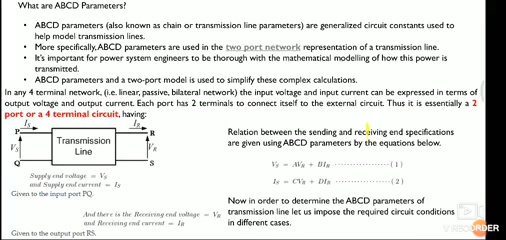 What are ABCD Parameters?
• ABCD parameters (also known as chain or transmission line parameters) are generalized circuit constants used to
help model transmission lines.
• More specifically, ABCD parameters are used in the two port network representation of a transmission line.
• It's important for power system engineers to be thorough with the mathematical modelling of how this power is
transmitted.
• ABCD parameters and a two-port model is used to simplify these complex calculations.
In any 4 terminal network, (i.e. linear, passive, bilateral network) the input voltage and input current can be expressed in terms of
output voltage and output current. Each port has 2 terminals to connect itself to the external circuit. Thus it is essentially a 2
port or a 4 terminal circuit, having:
I_S
I_R
P
R
V_S
Transmission
Line
V_R
Q
S
Supply end voltage = V_S
and Supply end current = I_S
Given to the input port PQ.
And there is the Receiving end voltage = V_R
and Receiving end current = I_R
Given to the output port RS.
Relation between the sending and receiving end specifications
are given using ABCD parameters by the equations below.
V_S = AV_R + BI_R ···················· (1)
I_S = CV_R + DI_R ···················· (2)
Now in order to determine the ABCD parameters of
transmission line let us impose the required circuit conditions
in different cases.
RECORDER